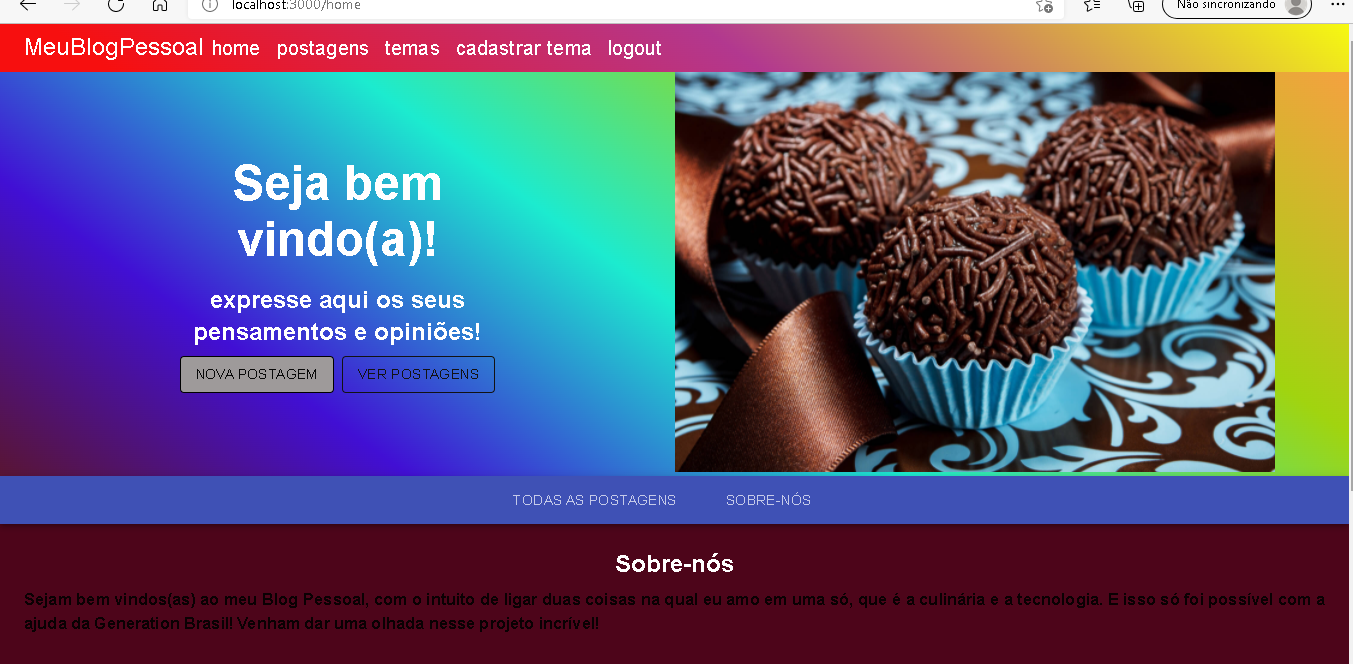 localhost:3000/home
Não sincronizando
MeuBlogPessoal home postagens temas cadastrar tema logout
Seja bem
vindo(a)!
expresse aqui os seus
pensamentos e opiniões!
NOVA POSTAGEM VER POSTAGENS
TODAS AS POSTAGENS SOBRE-NÓS
Sobre-nós
Sejam bem vindos(as) ao meu Blog Pessoal, com o intuito de ligar duas coisas na qual eu amo em uma só, que é a culinária e a tecnologia. E isso só foi possível com a
ajuda da Generation Brasil! Venham dar uma olhada nesse projeto incrível!